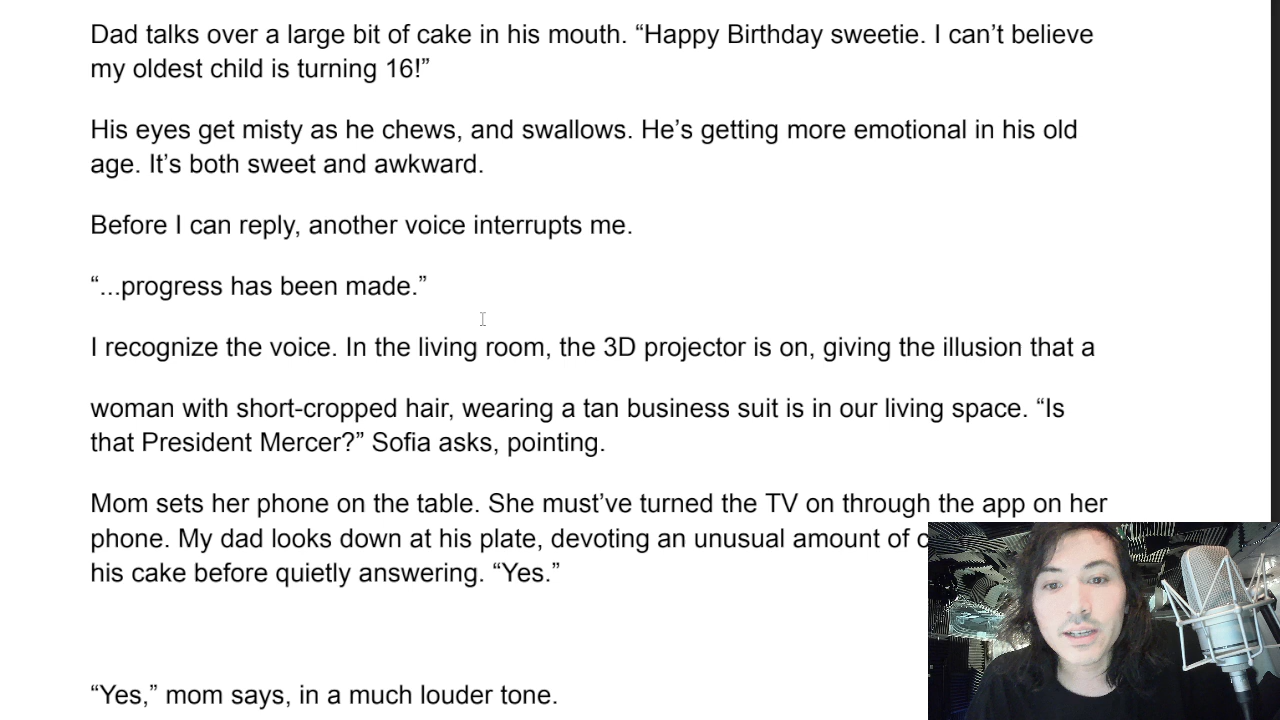 Dad talks over a large bit of cake in his mouth. “Happy Birthday sweetie. I can’t believe
my oldest child is turning 16!”
His eyes get misty as he chews, and swallows. He’s getting more emotional in his old
age. It’s both sweet and awkward.
Before I can reply, another voice interrupts me.
“...progress has been made.”
I recognize the voice. In the living room, the 3D projector is on, giving the illusion that a
woman with short-cropped hair, wearing a tan business suit is in our living space. “Is
that President Mercer?” Sofia asks, pointing.
Mom sets her phone on the table. She must’ve turned the TV on through the app on her
phone. My dad looks down at his plate, devoting an unusual amount of
his cake before quietly answering. “Yes.”
“Yes,” mom says, in a much louder tone.